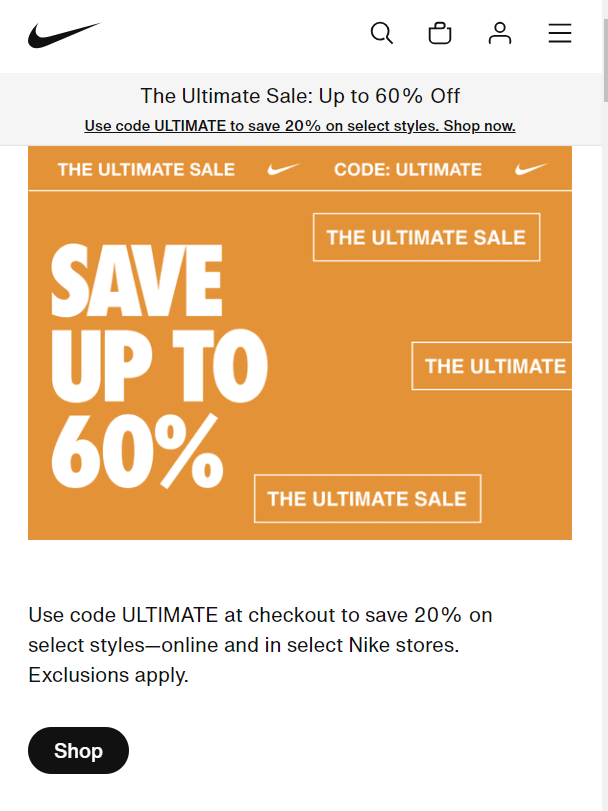 The Ultimate Sale: Up to 60% Off
Use code ULTIMATE to save 20% on select styles. Shop now.
THE ULTIMATE SALE CODE: ULTIMATE
THE ULTIMATE SALE
SAVE
UP TO
60%
THE ULTIMATE
THE ULTIMATE SALE
Use code ULTIMATE at checkout to save 20% on
select styles—online and in select Nike stores.
Exclusions apply.
Shop